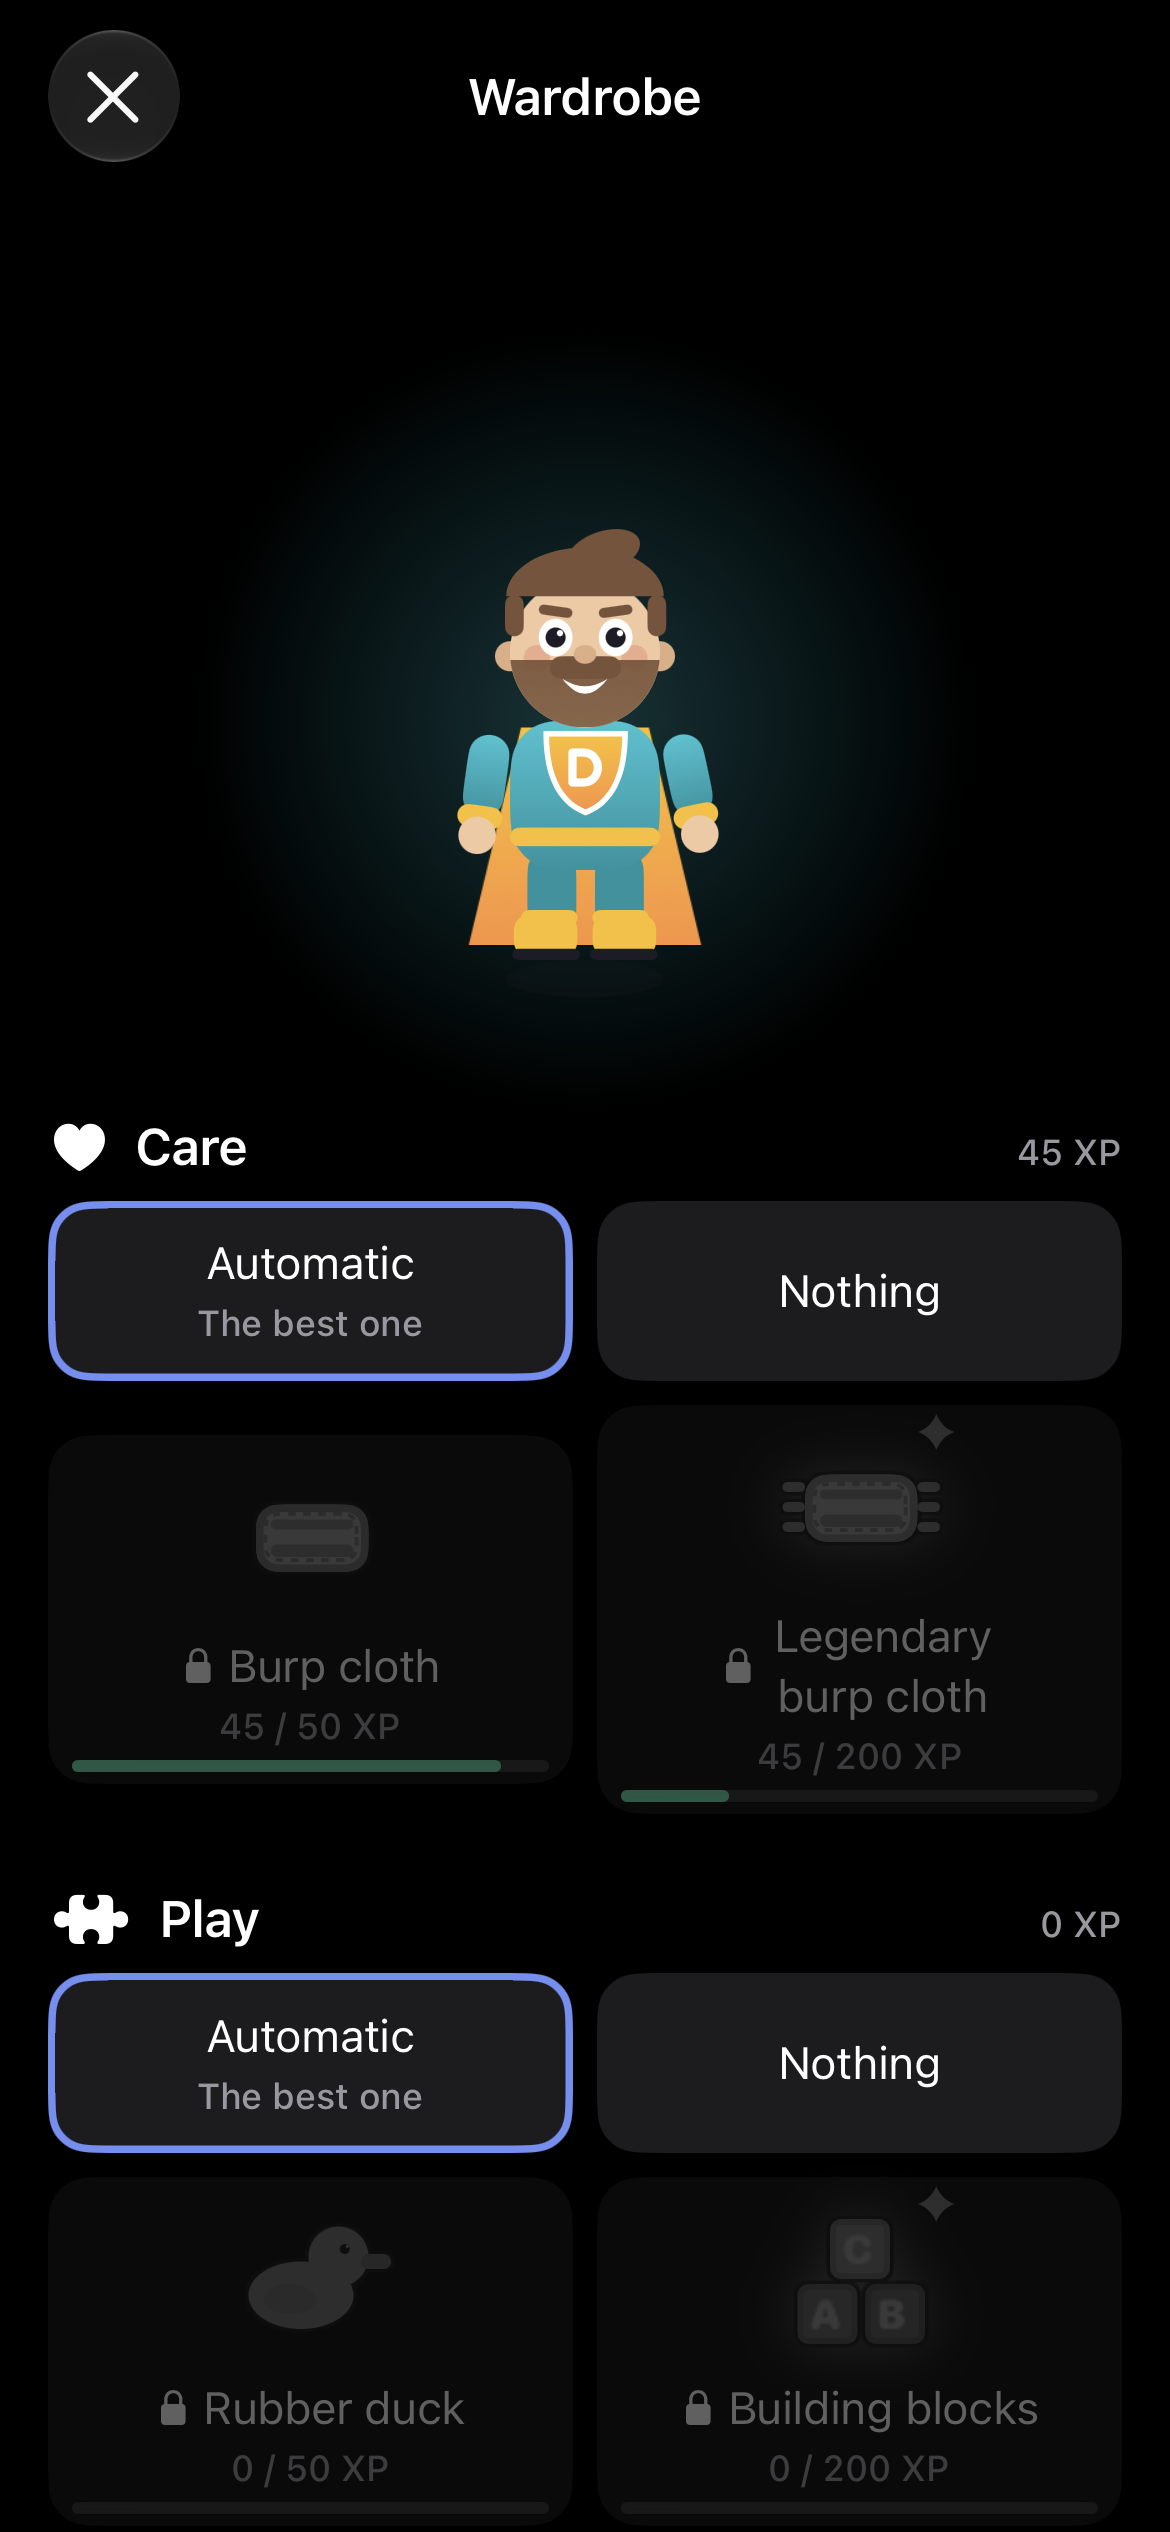 Wardrobe
D
Care
45 XP
Automatic
The best one
Nothing
Burp cloth
45 / 50 XP
Legendary
burp cloth
45 / 200 XP
Play
0 XP
Automatic
The best one
Nothing
C
A B
Rubber duck
0 / 50 XP
Building blocks
0 / 200 XP